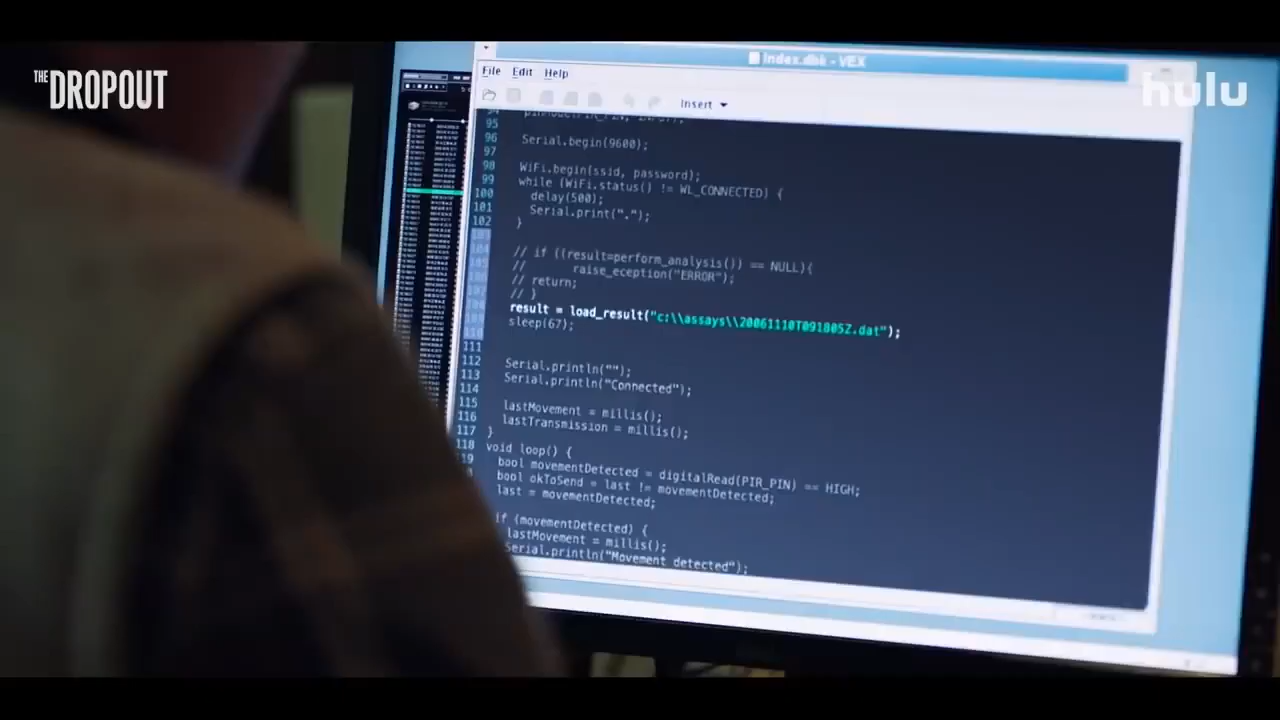 THE
DROPOUT
hulu
Index.dbk - VEX
File Edit Help
Insert
95
96 Serial.begin(9600);
97
98 WiFi.begin(ssid, password);
99 while (WiFi.status() != WL_CONNECTED) {
100 delay(500);
101 Serial.print(".");
102 }
// if ((result=perform_analysis()) == NULL){
// raise_eception("ERROR");
// return;
// }
result = load_result("c:\\assays\\20061110T091805Z.dat");
sleep(67);
111
112 Serial.println("");
113 Serial.println("Connected");
114
115 lastMovement = millis();
116 lastTransmission = millis();
117 }
118 void loop() {
bool movementDetected = digitalRead(PIR_PIN) == HIGH;
bool okToSend = last != movementDetected;
last = movementDetected;
if (movementDetected) {
lastMovement = millis();
Serial.println("Movement detected");